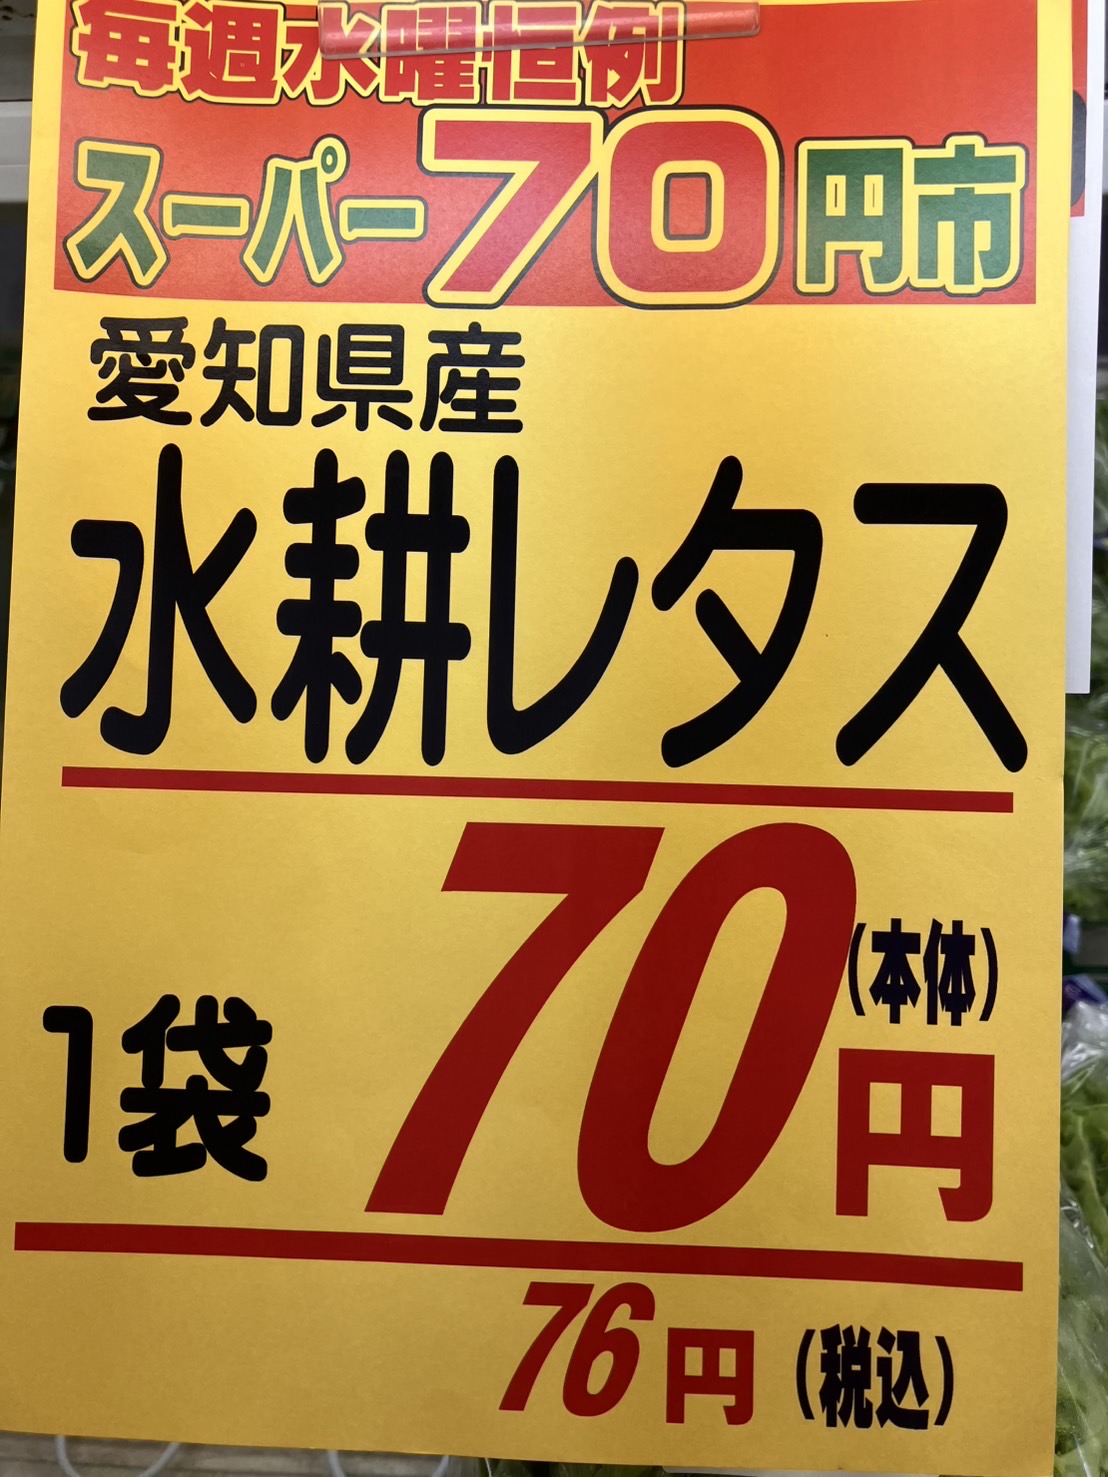 毎週水曜恒例
スーパー70円市
愛知県産
水耕レタス
1袋 70円(本体)
76円(税込)